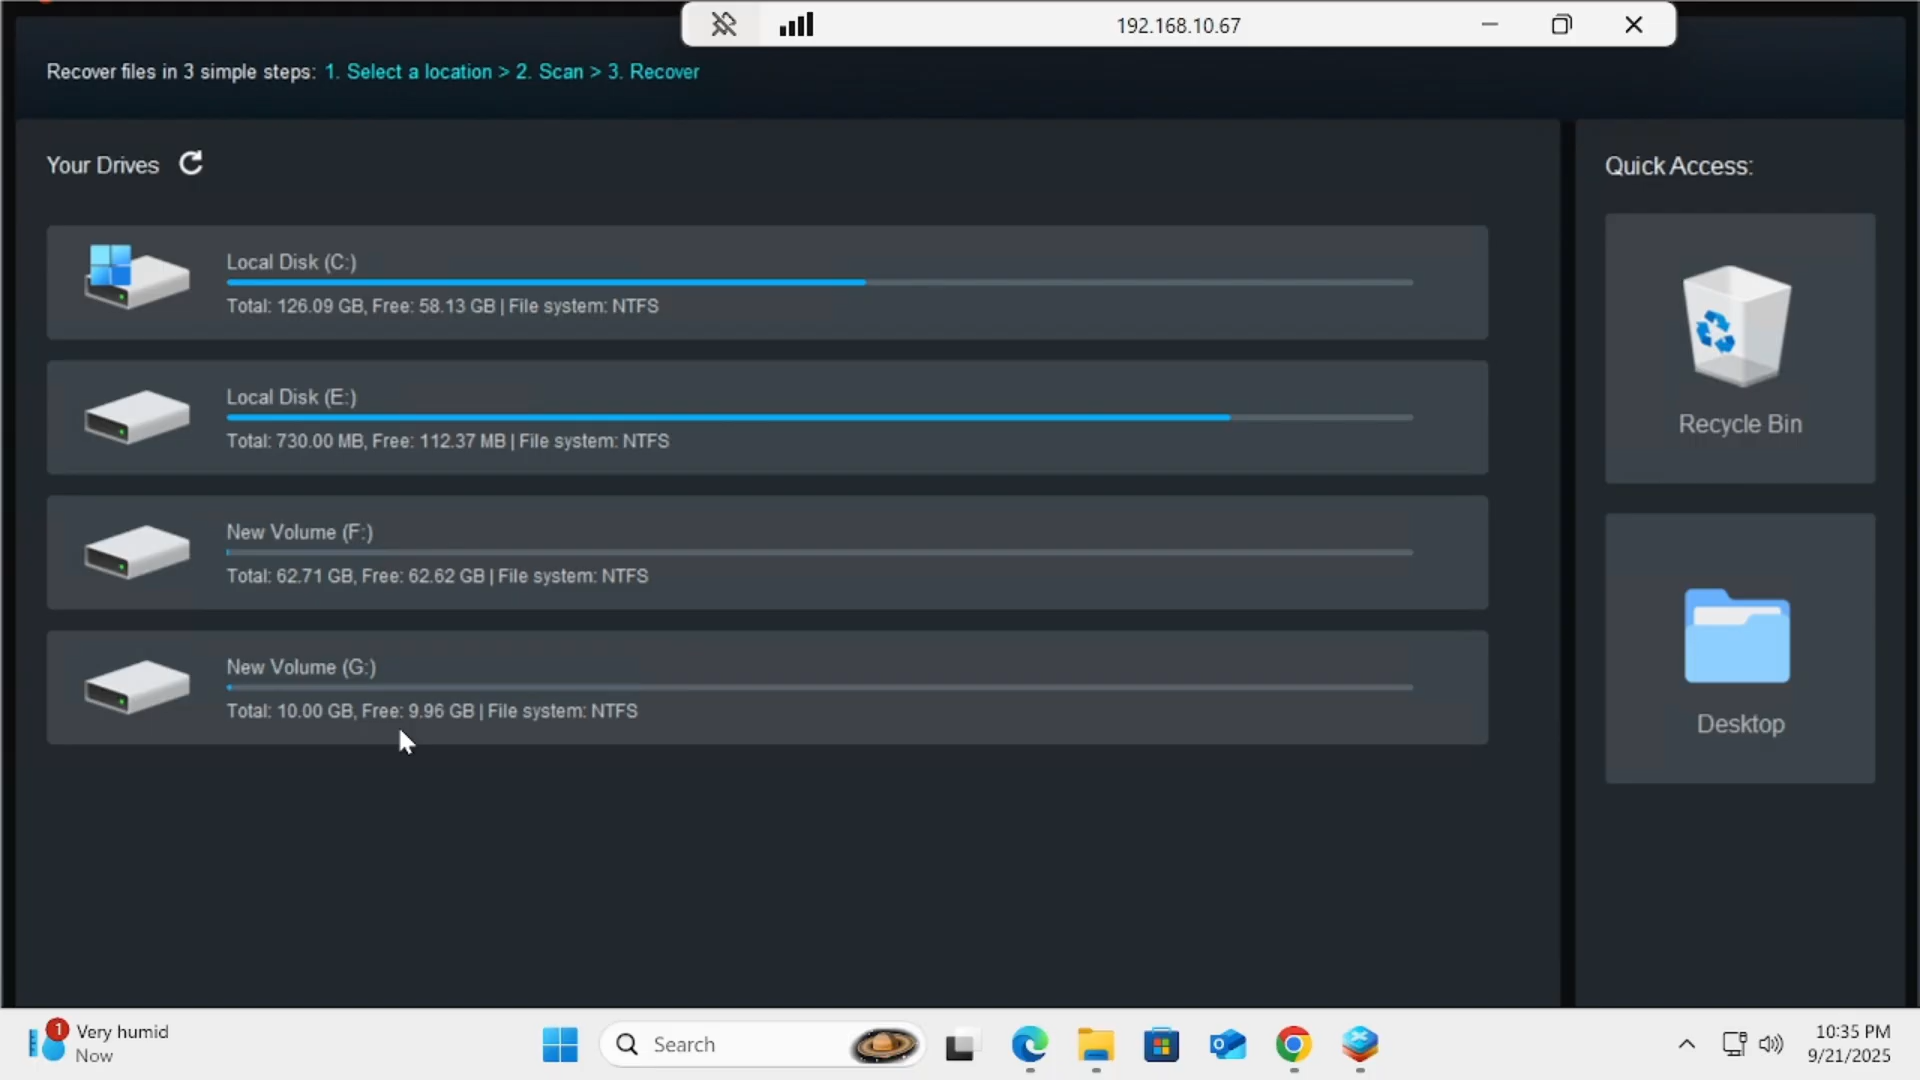 192.168.10.67
Recover files in 3 simple steps: 1. Select a location > 2. Scan > 3. Recover
Your Drives
Local Disk (C:)
Total: 126.09 GB, Free: 58.13 GB | File system: NTFS
Local Disk (E:)
Total: 730.00 MB, Free: 112.37 MB | File system: NTFS
New Volume (F:)
Total: 62.71 GB, Free: 62.62 GB | File system: NTFS
New Volume (G:)
Total: 10.00 GB, Free: 9.96 GB | File system: NTFS
Quick Access:
Recycle Bin
Desktop
1
Very humid
Now
Search
10:35 PM
9/21/2025